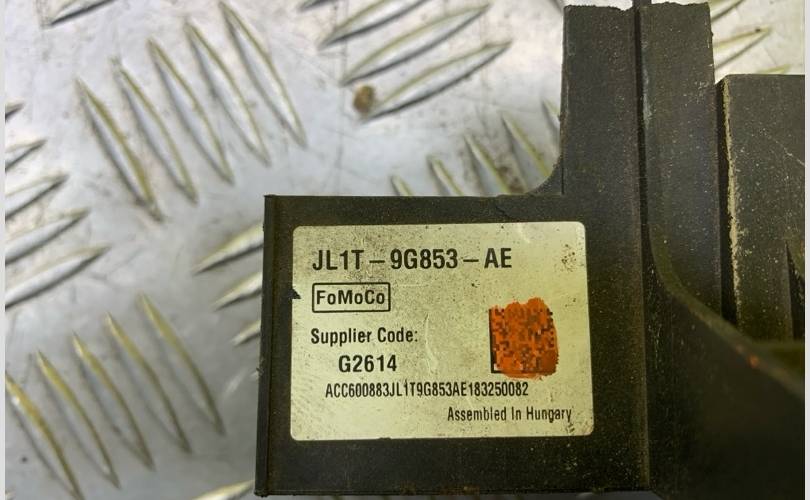 JL1T-9G853-AE
FoMoCo
Supplier Code:
G2614
ACC600883JL1T9G853AE183250082
Assembled In Hungary